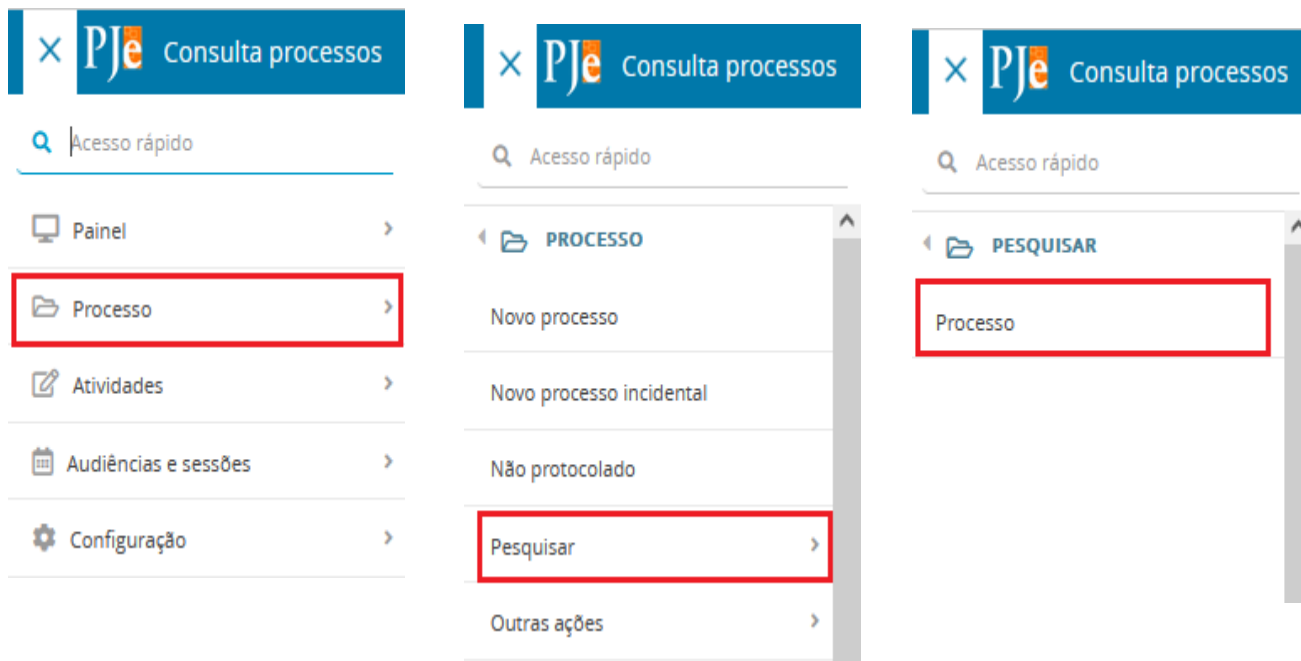 PJe Consulta processos
Acesso rápido
Painel
Processo
Atividades
Audiências e sessões
Configuração
PJe Consulta processos
Acesso rápido
PROCESSO
Novo processo
Novo processo incidental
Não protocolado
Pesquisar
Outras ações
PJe Consulta processos
Acesso rápido
PESQUISAR
Processo